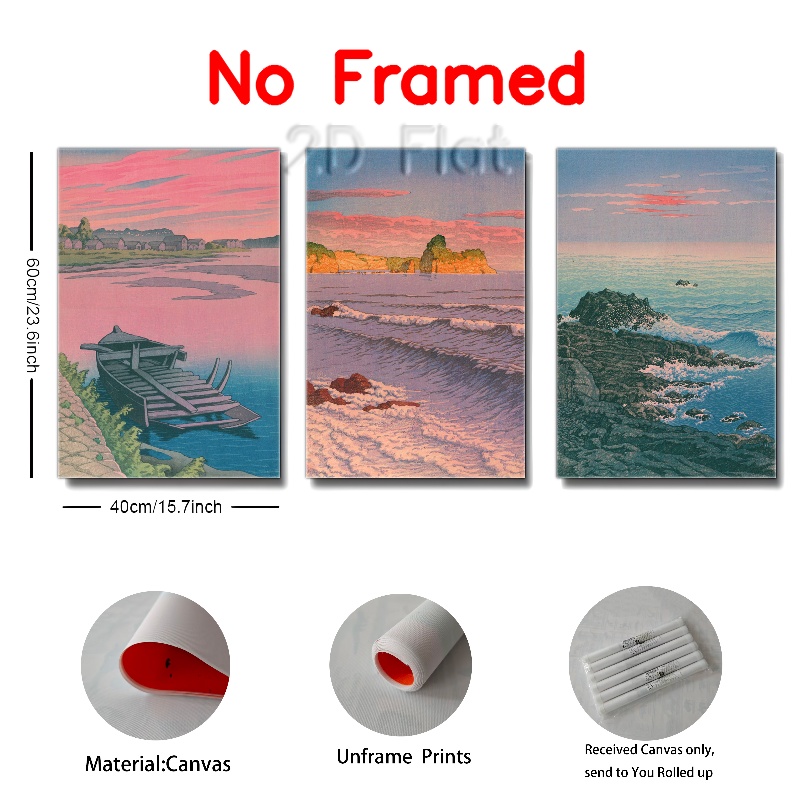 No Framed
2D Flat
60cm/23.6inch
40cm/15.7inch
Material:Canvas
Unframe Prints
Received Canvas only,
send to You Rolled up